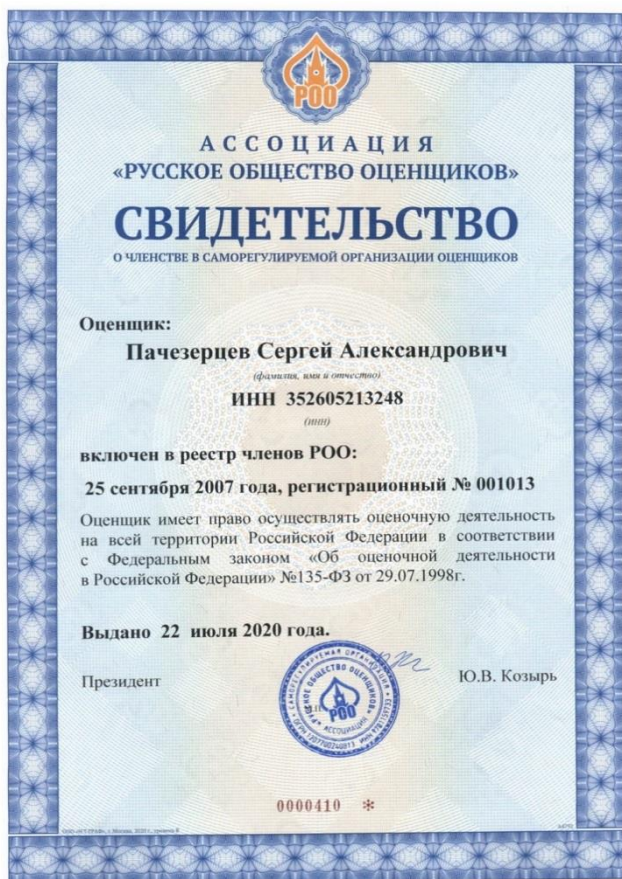 РОО
АССОЦИАЦИЯ
«РУССКОЕ ОБЩЕСТВО ОЦЕНЩИКОВ»
СВИДЕТЕЛЬСТВО
О ЧЛЕНСТВЕ В САМОРЕГУЛИРУЕМОЙ ОРГАНИЗАЦИИ ОЦЕНЩИКОВ
Оценщик:
Пачезерцев Сергей Александрович
(фамилия, имя и отчество)
ИНН 352605213248
(инн)
включен в реестр членов РОО:
25 сентября 2007 года, регистрационный № 001013
Оценщик имеет право осуществлять оценочную деятельность
на всей территории Российской Федерации в соответствии
с Федеральным законом «Об оценочной деятельности
в Российской Федерации» №135-ФЗ от 29.07.1998г.
Выдано 22 июля 2020 года.
Президент
Ю.В. Козырь
САМОРЕГУЛИРУЕМАЯ ОРГАНИЗАЦИЯ
РУССКОЕ ОБЩЕСТВО ОЦЕНЩИКОВ
РОО
АССОЦИАЦИЯ
0000410 *